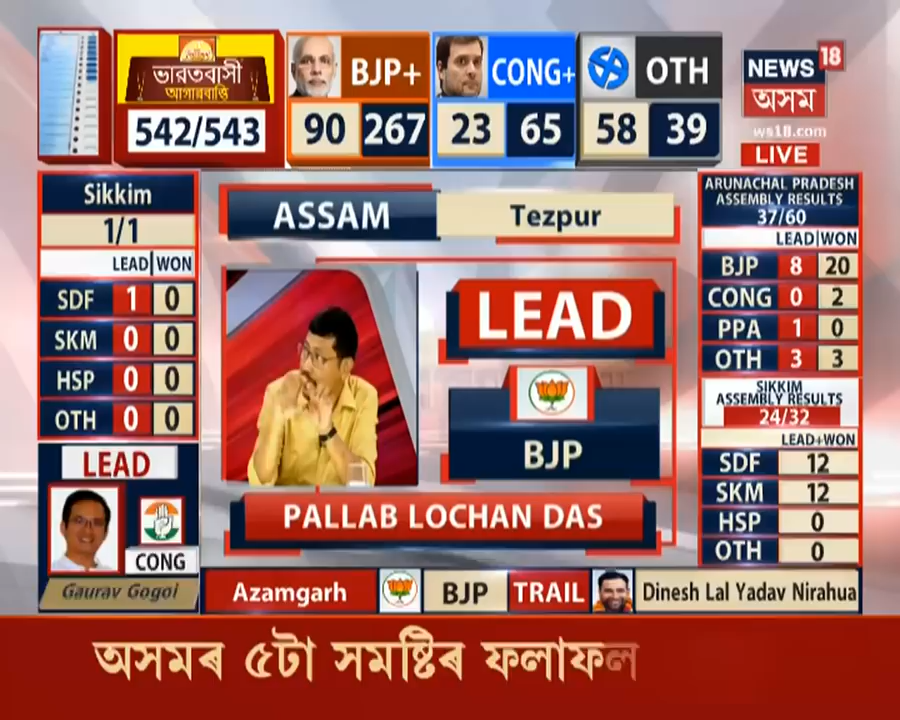 ভাৰতবাসী
আগৰবাত্তি
542/543
BJP+
90 267
CONG+
23 65
OTH
58 39
NEWS 18
অসম
ws18.com
LIVE
Sikkim
1/1
LEAD WON
SDF 1 0
SKM 0 0
HSP 0 0
OTH 0 0
LEAD
CONG
Gaurav Gogoi
ASSAM Tezpur
LEAD
BJP
PALLAB LOCHAN DAS
ARUNACHAL PRADESH
ASSEMBLY RESULTS
37/60
LEAD WON
BJP 8 20
CONG 0 2
PPA 1 0
OTH 3 3
SIKKIM
ASSEMBLY RESULTS
24/32
LEAD+WON
SDF 12
SKM 12
HSP 0
OTH 0
Azamgarh BJP TRAIL Dinesh Lal Yadav Nirahua
অসমৰ ৫টা সমষ্টিৰ ফলাফল